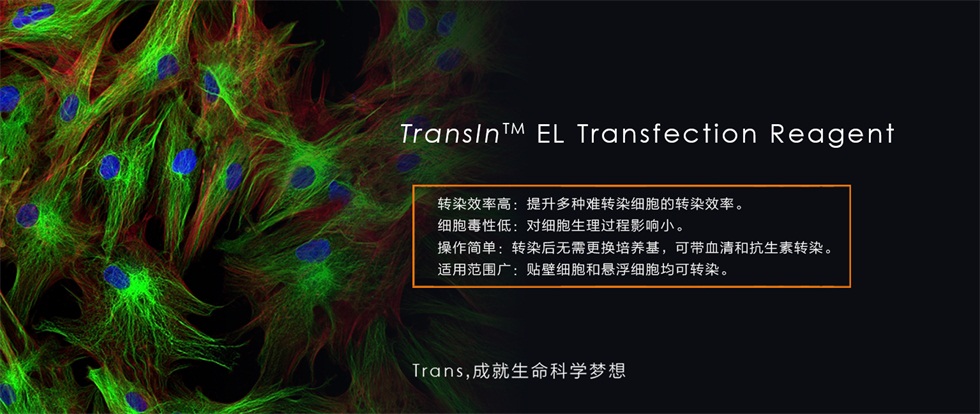 TransIn™ EL Transfection Reagent
转染效率高：提升多种难转染细胞的转染效率。
细胞毒性低：对细胞生理过程影响小。
操作简单：转染后无需更换培养基，可带血清和抗生素转染。
适用范围广：贴壁细胞和悬浮细胞均可转染。
Trans,成就生命科学梦想